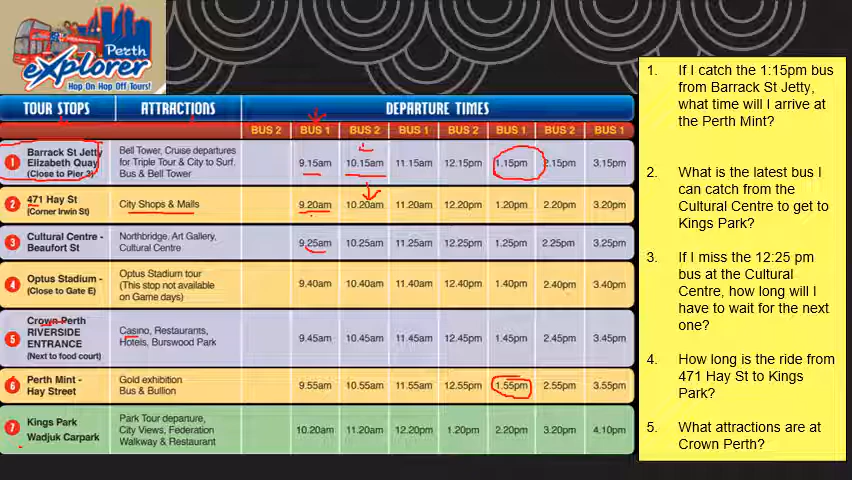 Perth
eXplorer
Hop On Hop Off Tours!
TOUR STOPS ATTRACTIONS DEPARTURE TIMES
BUS 2 BUS 1 BUS 2 BUS 1 BUS 2 BUS 1 BUS 2 BUS 1
1 Barrack St Jetty
Elizabeth Quay
(Close to Pier 3)
Bell Tower, Cruise departures
for Triple Tour & City to Surf.
Bus & Bell Tower
9.15am 10.15am 11.15am 12.15pm 1.15pm 2.15pm 3.15pm
2 471 Hay St
(Corner Irwin St)
City Shops & Malls
9.20am 10.20am 11.20am 12.20pm 1.20pm 2.20pm 3.20pm
3 Cultural Centre -
Beaufort St
Northbridge, Art Gallery,
Cultural Centre
9.25am 10.25am 11.25am 12.25pm 1.25pm 2.25pm 3.25pm
4 Optus Stadium -
(Close to Gate E)
Optus Stadium tour
(This stop not available
on Game days)
9.40am 10.40am 11.40am 12.40pm 1.40pm 2.40pm 3.40pm
5 Crown Perth
RIVERSIDE
ENTRANCE
(Next to food court)
Casino, Restaurants,
Hotels, Burswood Park
9.45am 10.45am 11.45am 12.45pm 1.45pm 2.45pm 3.45pm
6 Perth Mint -
Hay Street
Gold exhibition
Bus & Bullion
9.55am 10.55am 11.55am 12.55pm 1.55pm 2.55pm 3.55pm
7 Kings Park
Wadjuk Carpark
Park Tour departure,
City Views, Federation
Walkway & Restaurant
10.20am 11.20am 12.20pm 1.20pm 2.20pm 3.20pm 4.10pm
1. If I catch the 1:15pm bus
from Barrack St Jetty,
what time will I arrive at
the Perth Mint?
2. What is the latest bus I
can catch from the
Cultural Centre to get to
Kings Park?
3. If I miss the 12:25 pm
bus at the Cultural
Centre, how long will I
have to wait for the next
one?
4. How long is the ride from
471 Hay St to Kings
Park?
5. What attractions are at
Crown Perth?